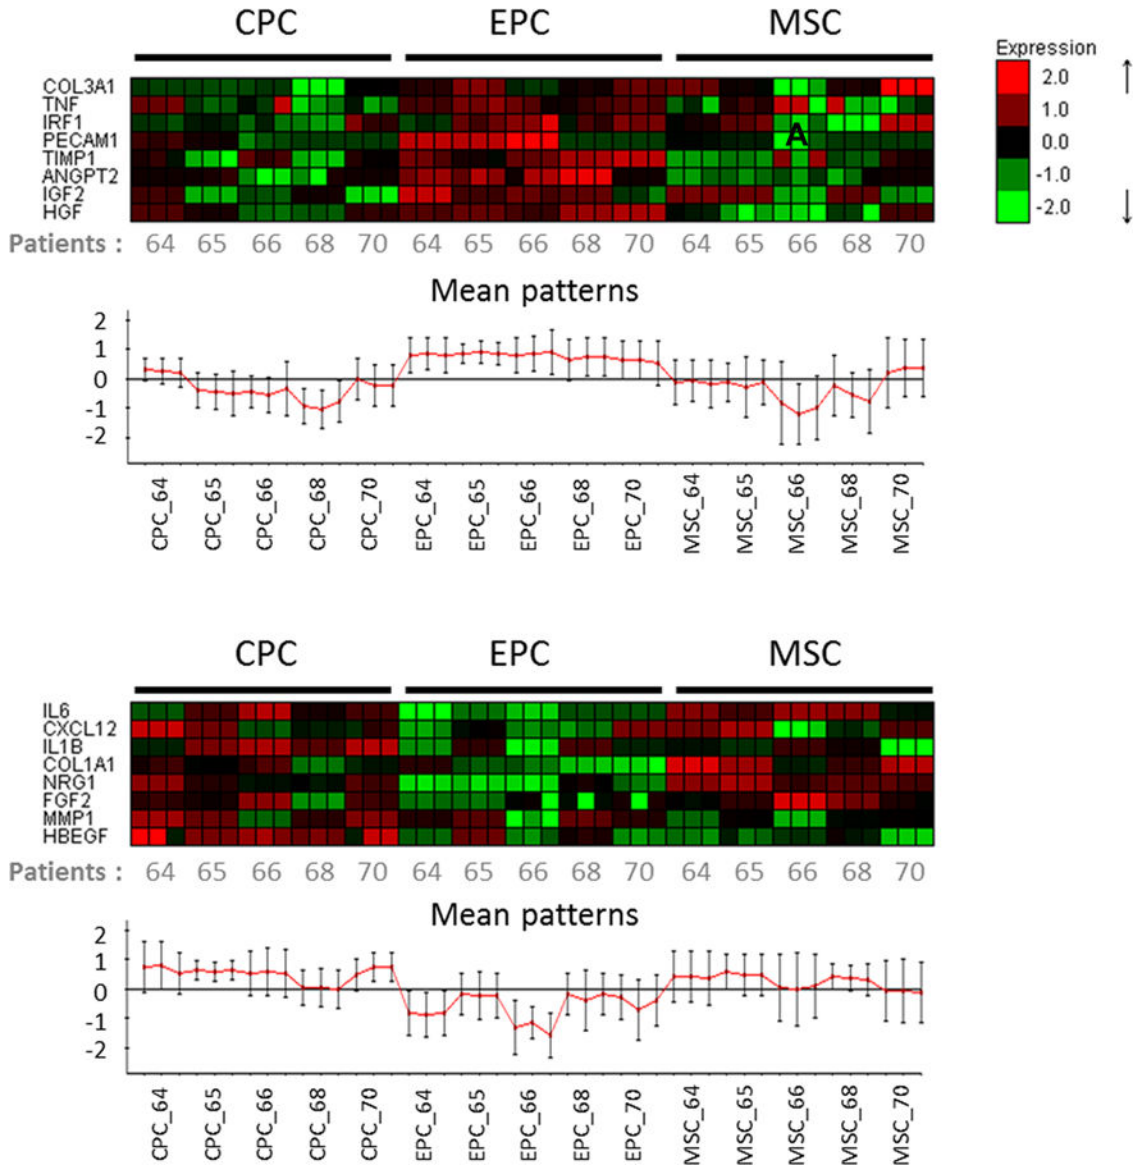 CPC EPC MSC
Expression
COL3A1
TNF
IRF1
PECAM1
TIMP1
ANGPT2
IGF2
HGF
A
2.0
1.0
0.0
-1.0
-2.0
Patients : 64 65 66 68 70 64 65 66 68 70 64 65 66 68 70
Mean patterns
2
1
0
-1
-2
CPC_64 CPC_65 CPC_66 CPC_68 CPC_70 EPC_64 EPC_65 EPC_66 EPC_68 EPC_70 MSC_64 MSC_65 MSC_66 MSC_68 MSC_70
CPC EPC MSC
IL6
CXCL12
IL1B
COL1A1
NRG1
FGF2
MMP1
HBEGF
Patients : 64 65 66 68 70 64 65 66 68 70 64 65 66 68 70
Mean patterns
2
1
0
-1
-2
CPC_64 CPC_65 CPC_66 CPC_68 CPC_70 EPC_64 EPC_65 EPC_66 EPC_68 EPC_70 MSC_64 MSC_65 MSC_66 MSC_68 MSC_70